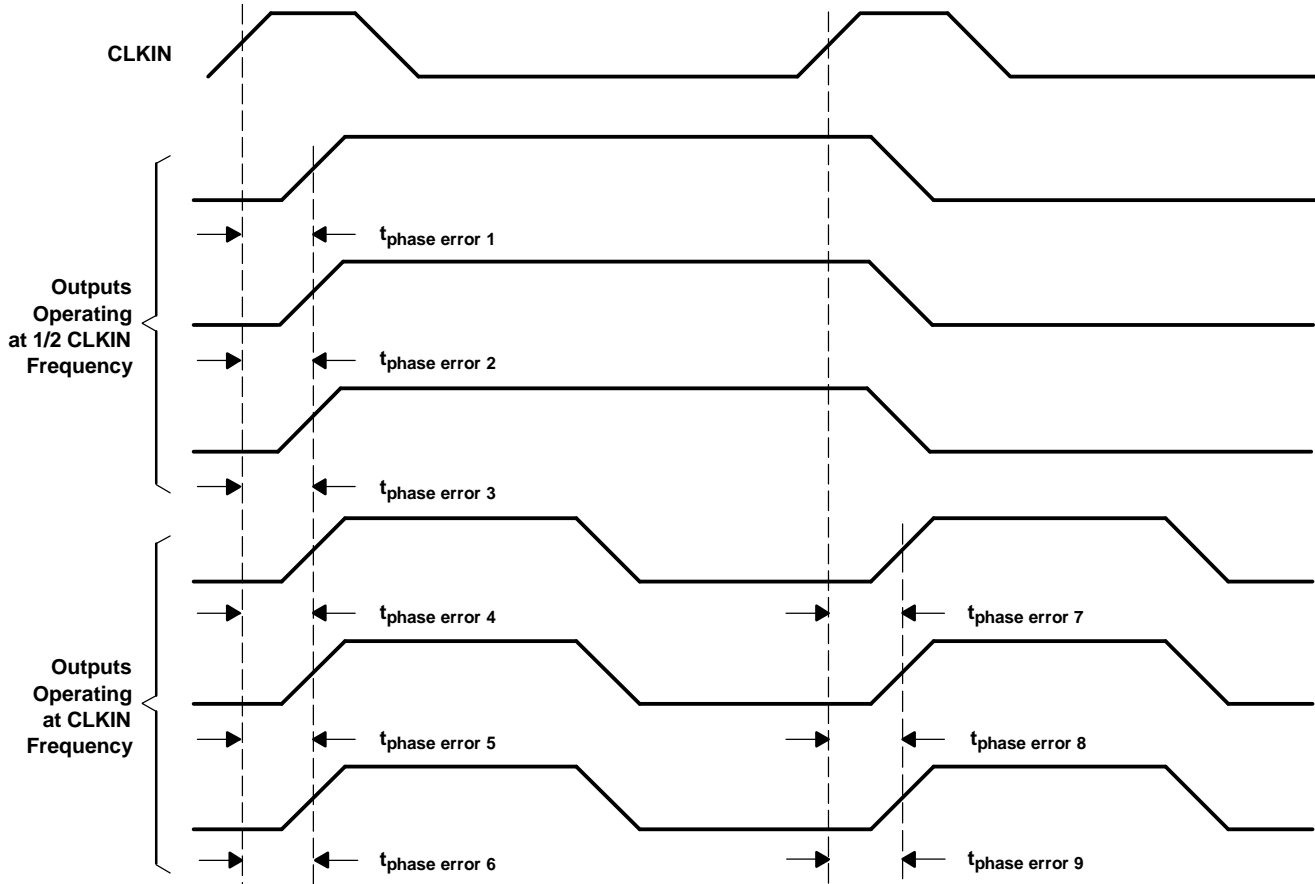 CLKIN
tphase error 1
Outputs
Operating
at 1/2 CLKIN
Frequency
tphase error 2
tphase error 3
tphase error 4
tphase error 7
Outputs
Operating
at CLKIN
Frequency
tphase error 5
tphase error 8
tphase error 6
tphase error 9